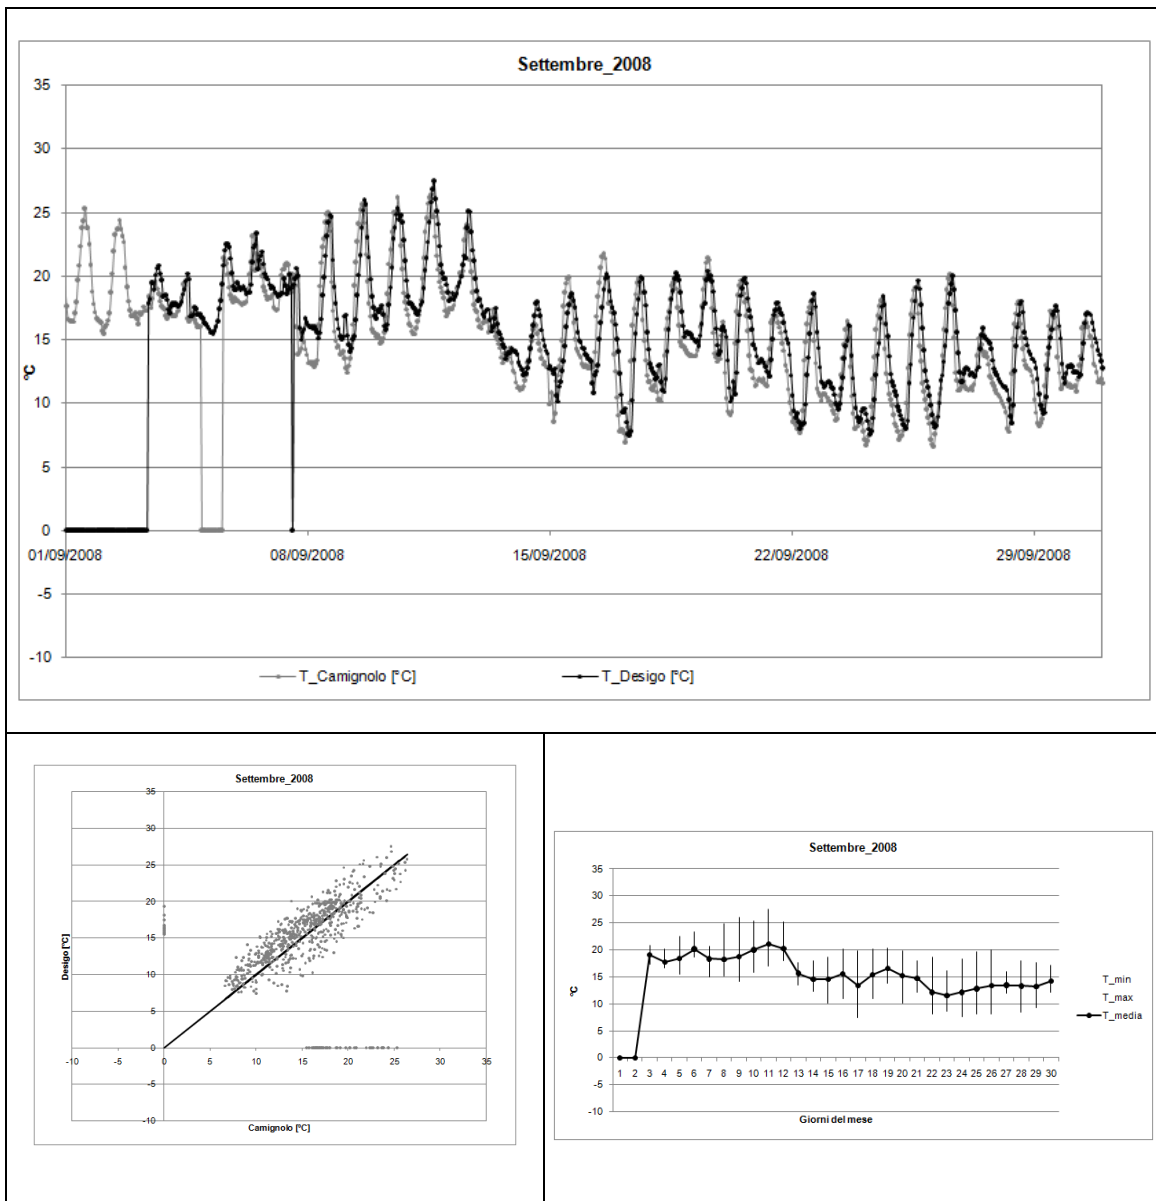 Settembre_2008
35
30
25
20
15
10
5
0
-5
-10
°C
01/09/2008 08/09/2008 15/09/2008 22/09/2008 29/09/2008
T_Camignolo [°C] T_Desigo [°C]
Settembre_2008
35
30
25
20
15
10
5
0
-5
-10
Desigo [°C]
-10 -5 0 5 10 15 20 25 30 35
Camignolo [°C]
Settembre_2008
35
30
25
20
15
10
5
0
-5
-10
°C
1 2 3 4 5 6 7 8 9 10 11 12 13 14 15 16 17 18 19 20 21 22 23 24 25 26 27 28 29 30
Giorni del mese
T_min
T_max
T_media